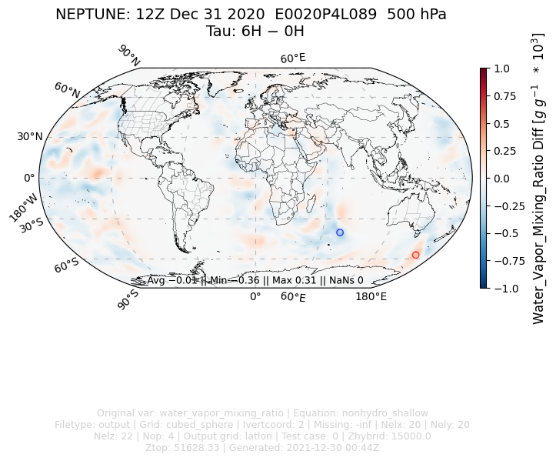 NEPTUNE: 12Z Dec 31 2020  E0020P4L089  500 hPa
Tau: 6H − 0H
90°N
60°E
60°N
30°N
0°
180°W
30°S
60°S
90°S
0°
60°E
180°E
Avg −0.01 || Min −0.36 || Max 0.31 || NaNs 0
1.0
0.75
0.50
0.25
0.00
−0.25
−0.50
−0.75
−1.0
Water_Vapor_Mixing_Ratio Diff [g g⁻¹ * 10³]
Original var: water_vapor_mixing_ratio | Equation: nonhydro_shallow
Filetype: output | Grid: cubed_sphere | Ivertcoord: 2 | Missing: -inf | Nelx: 20 | Nely: 20
Nelz: 22 | Nop: 4 | Output grid: latlon | Test case: 0 | Zhybrid: 15000.0
Ztop: 51628.33 | Generated: 2021-12-30 00:44Z